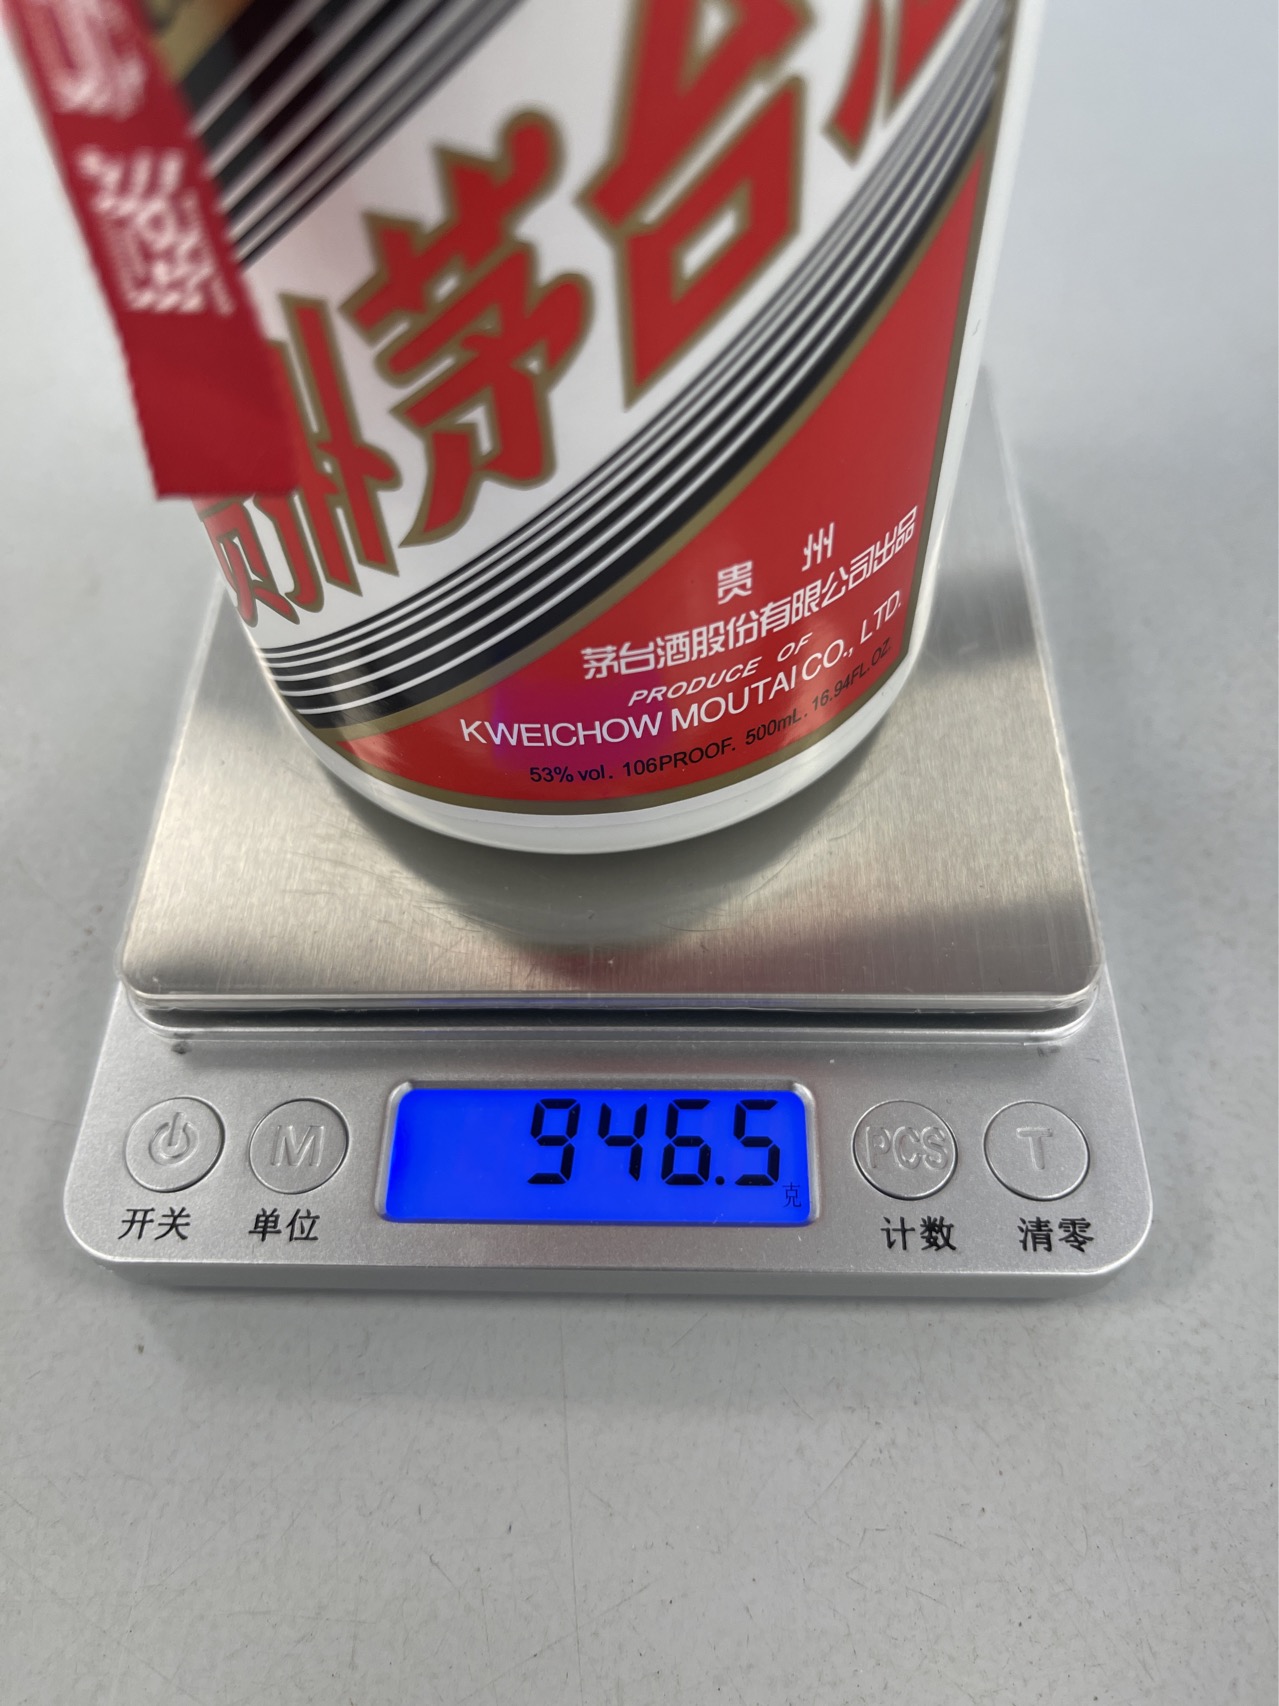 贵州茅台
贵州
茅台酒股份有限公司出品
PRODUCE OF
KWEICHOW MOUTAI CO., LTD.
53% vol. 106PROOF. 500mL. 16.94FL.OZ.
946.5
克
M
PCS
T
开关
单位
计数
清零